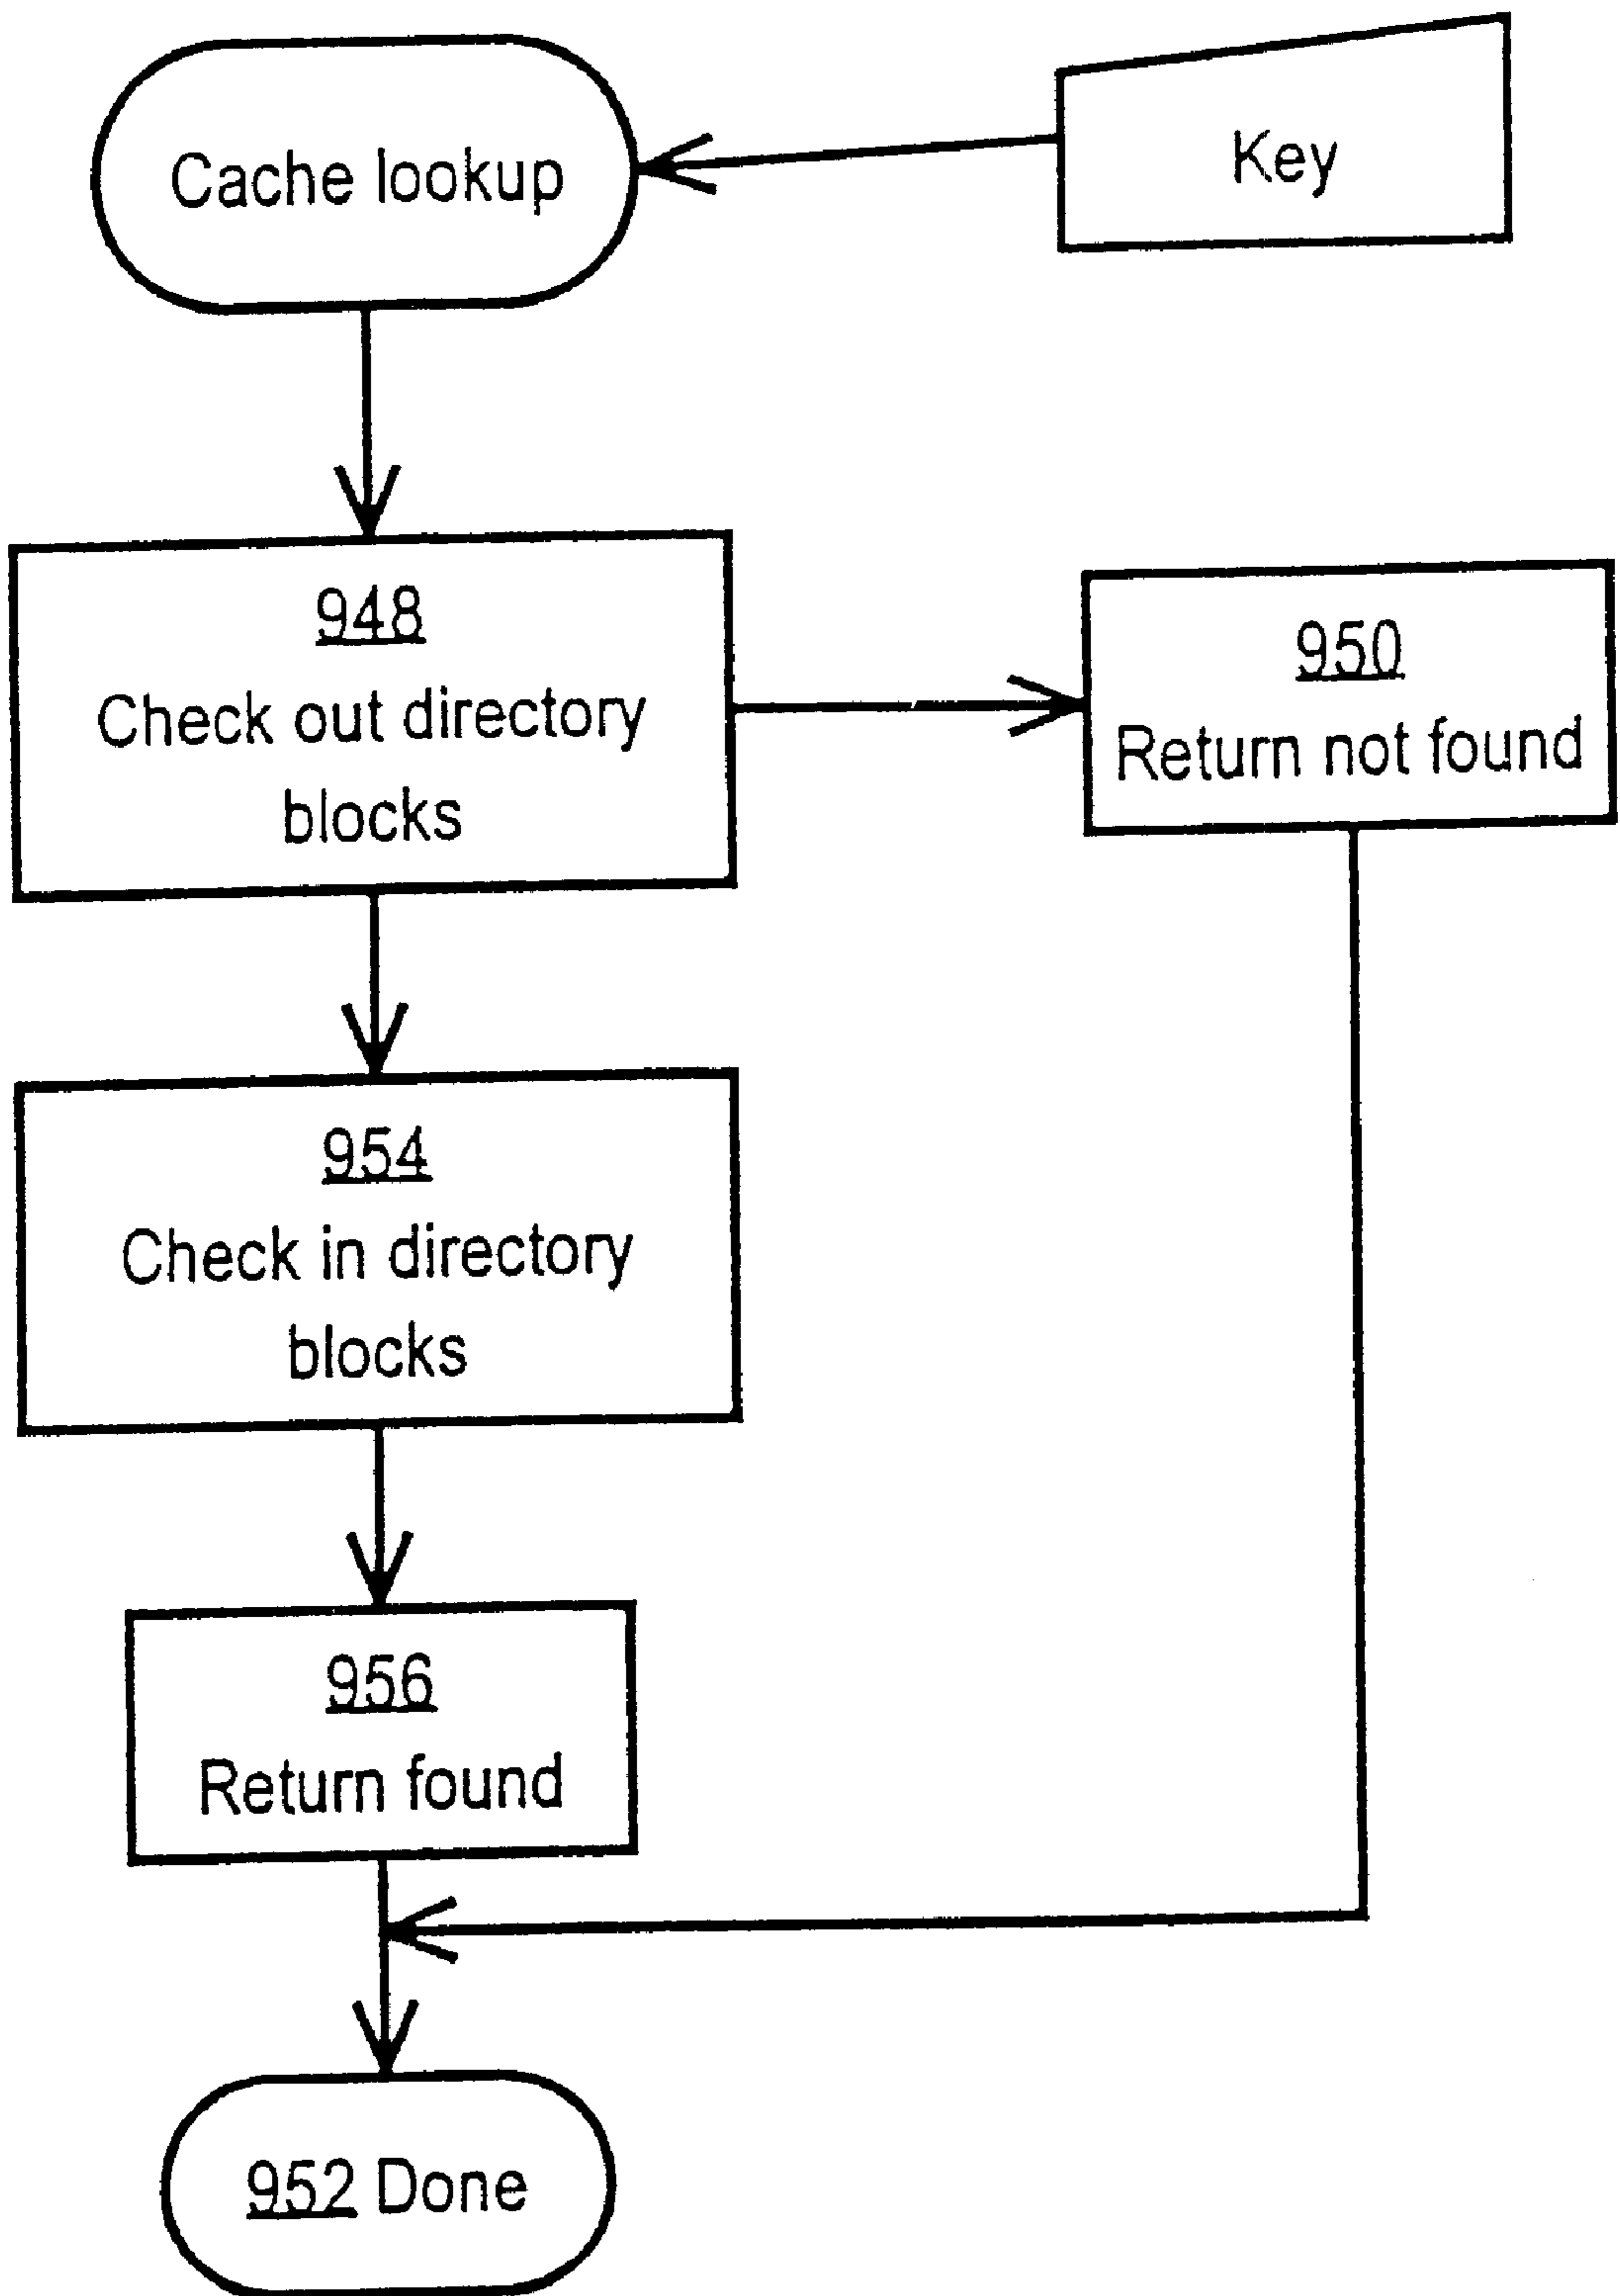 Cache lookup
Key
948
Check out directory
blocks
950
Return not found
954
Check in directory
blocks
956
Return found
952 Done